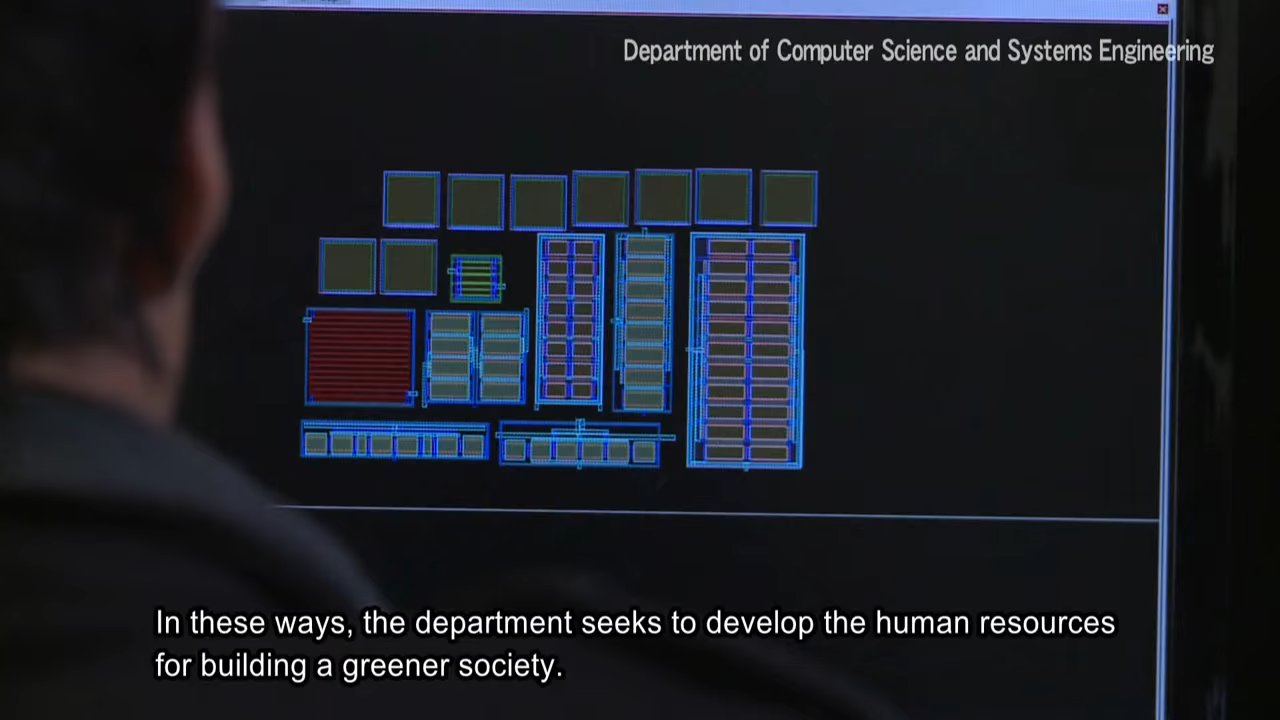 Department of Computer Science and Systems Engineering
In these ways, the department seeks to develop the human resources
for building a greener society.